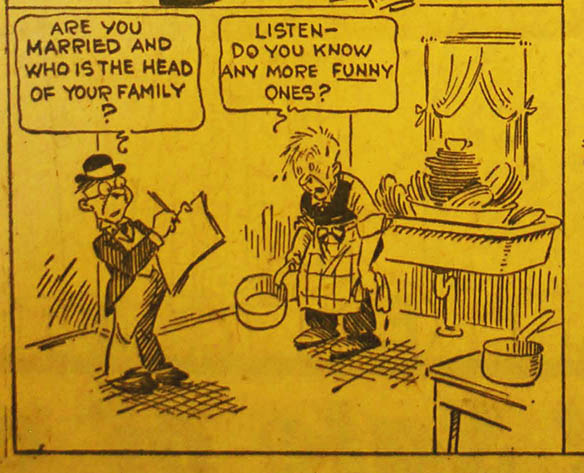 ARE YOU
MARRIED AND
WHO IS THE HEAD
OF YOUR FAMILY
?
LISTEN-
DO YOU KNOW
ANY MORE FUNNY
ONES?